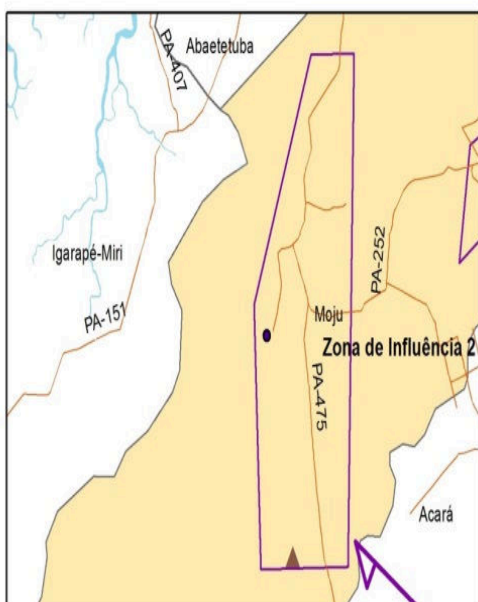 Abaetetuba
PA-407
Igarapé-Miri
PA-252
PA-151
Moju
Zona de Influência 2
PA-475
Acará